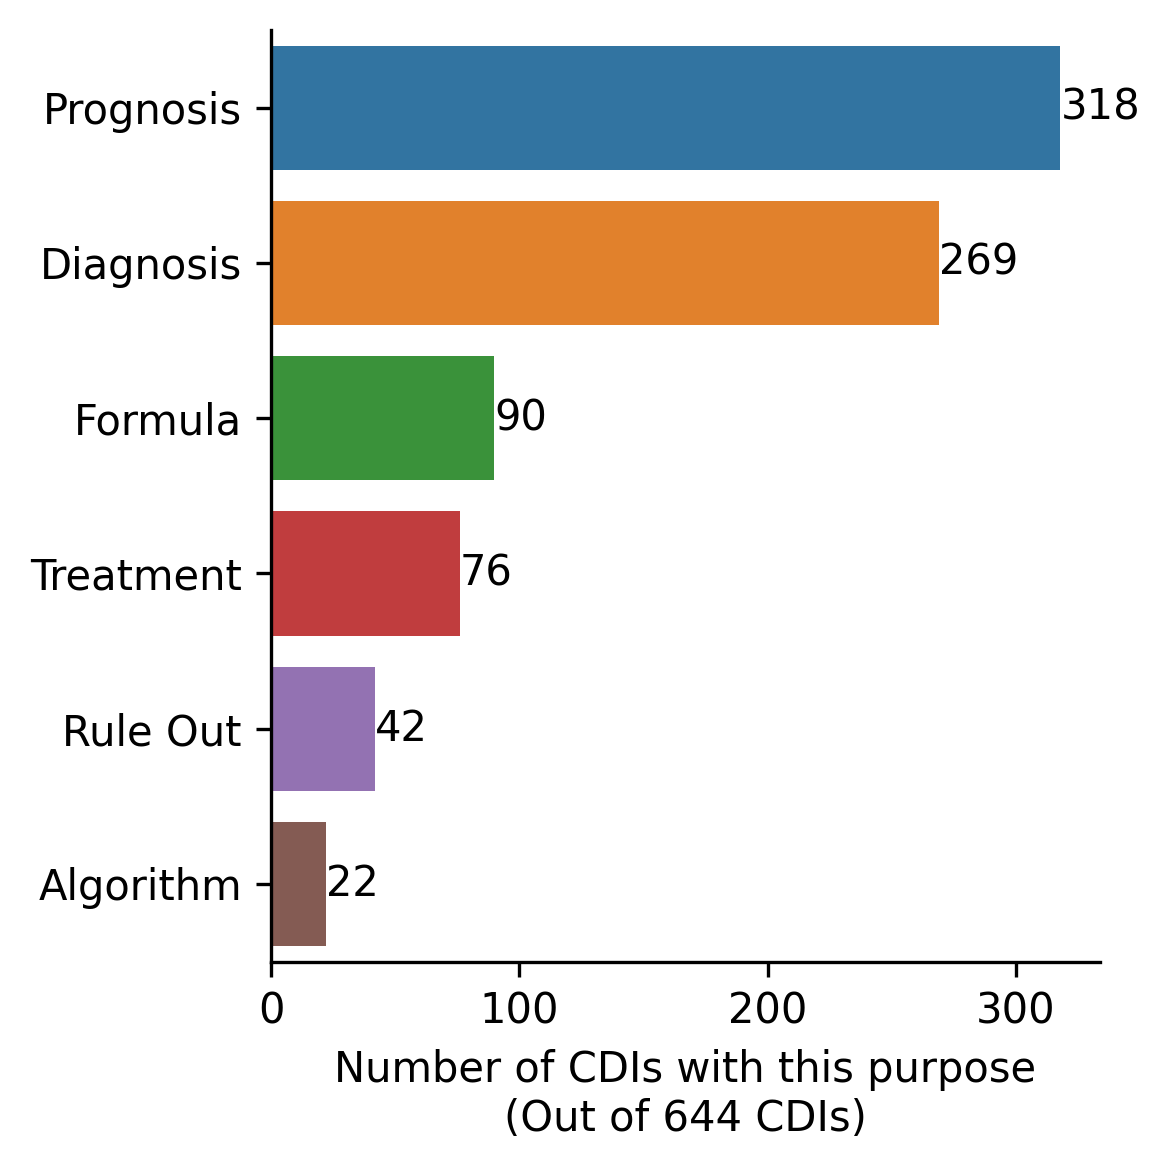 Prognosis 318
Diagnosis 269
Formula 90
Treatment 76
Rule Out 42
Algorithm 22
0 100 200 300
Number of CDIs with this purpose
(Out of 644 CDIs)